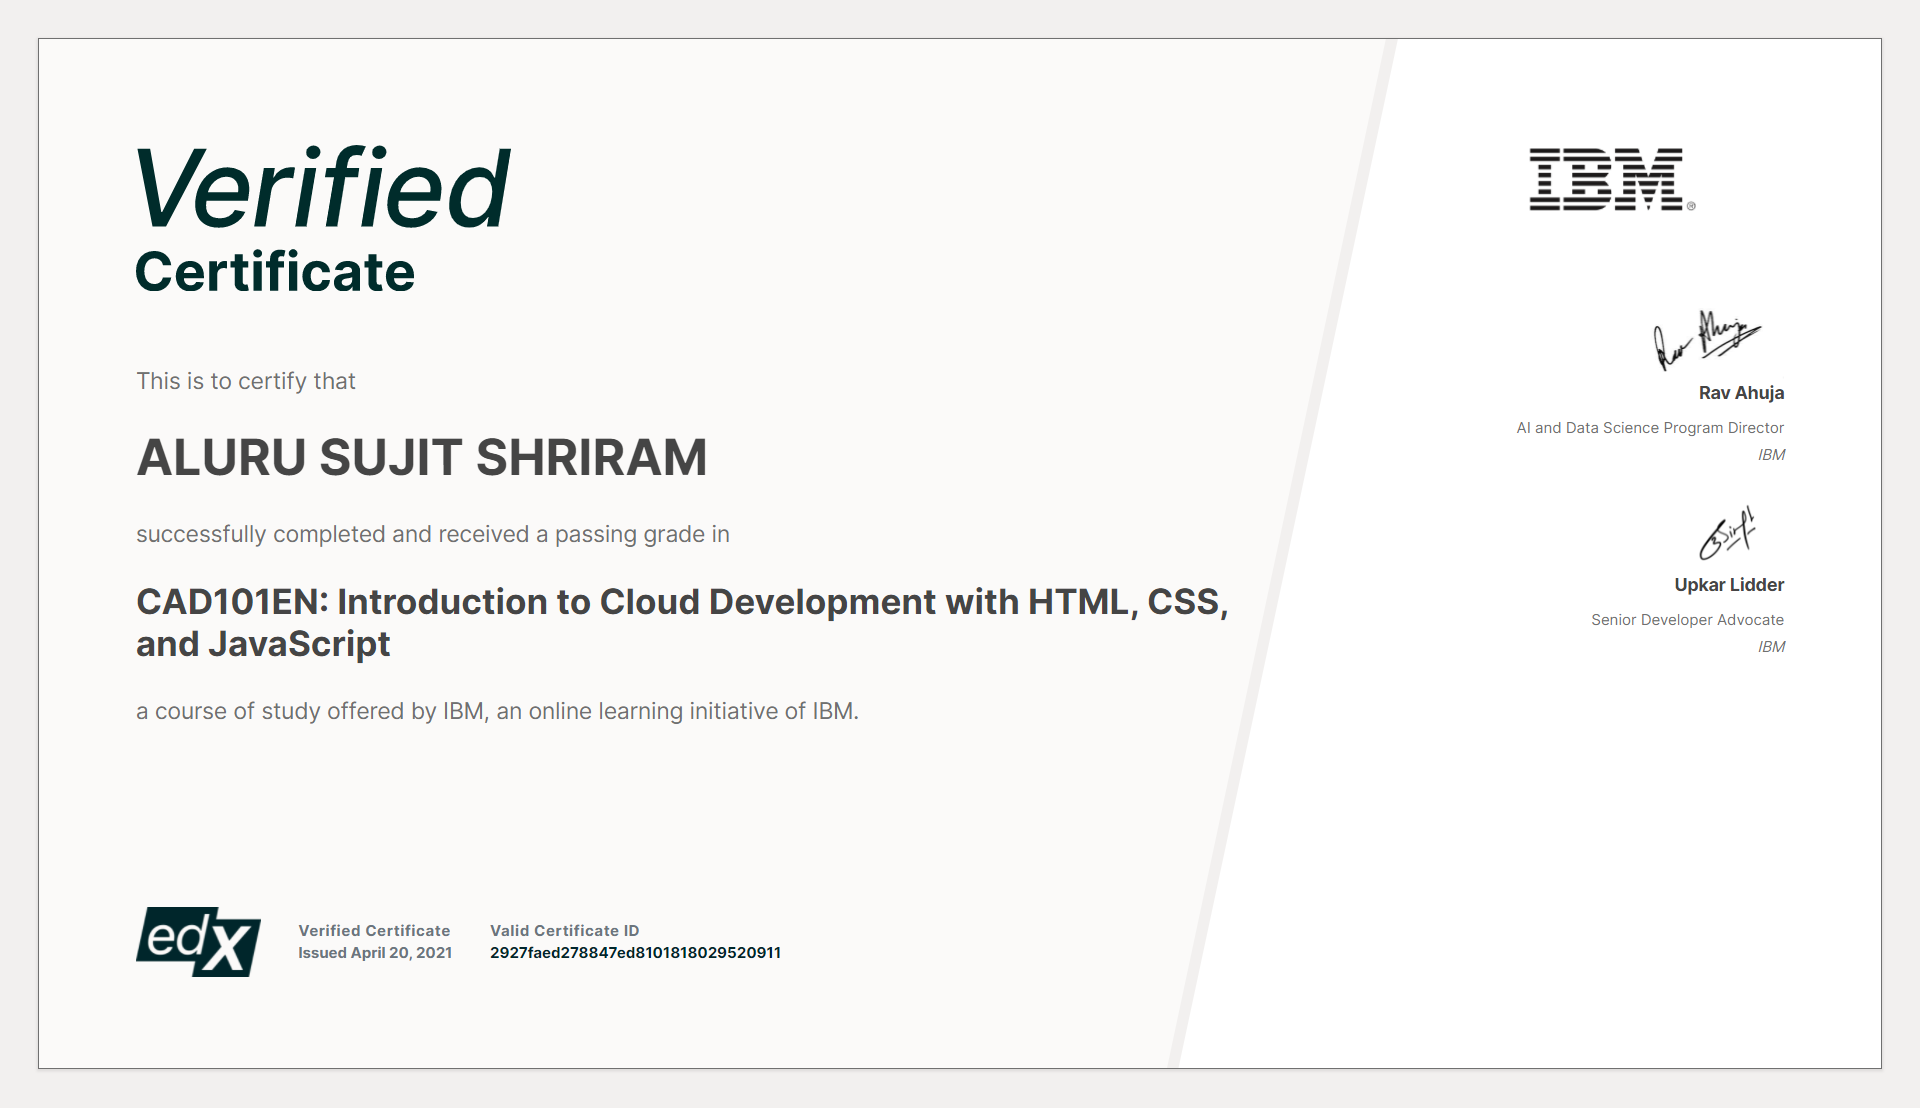 Verified
Certificate
This is to certify that
ALURU SUJIT SHRIRAM
successfully completed and received a passing grade in
CAD101EN: Introduction to Cloud Development with HTML, CSS,
and JavaScript
a course of study offered by IBM, an online learning initiative of IBM.
edX
Verified Certificate
Issued April 20, 2021
Valid Certificate ID
2927faed278847ed8101818029520911
IBM®
Rav Ahuja
Rav Ahuja
AI and Data Science Program Director
IBM
Upkar Lidder
Senior Developer Advocate
IBM